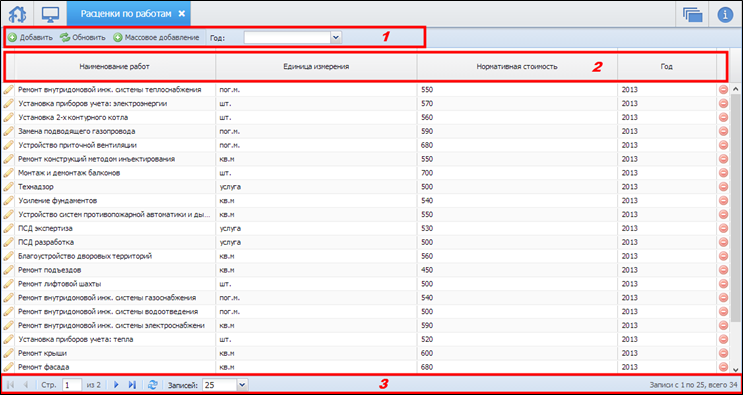 Расценки по работам
Добавить Обновить Массовое добавление Год: 1
Наименование работ Единица измерения Нормативная стоимость 2 Год
Ремонт внутридомовой инж. системы теплоснабжения пог.м. 550 2013
Установка приборов учета: электроэнергии шт. 570 2013
Установка 2-х контурного котла шт. 560 2013
Замена подводящего газопровода пог.м. 590 2013
Устройство приточной вентиляции пог.м. 680 2013
Ремонт конструкций методом инъектирования кв.м 550 2013
Монтаж и демонтаж балконов шт. 700 2013
Технадзор услуга 500 2013
Усиление фундаментов кв.м 540 2013
Устройство систем противопожарной автоматики и ды... кв.м 550 2013
ПСД экспертиза услуга 530 2013
ПСД разработка услуга 500 2013
Благоустройство дворовых территорий кв.м 560 2013
Ремонт подъездов кв.м 450 2013
Ремонт лифтовой шахты шт. 500 2013
Ремонт внутридомовой инж. системы газоснабжения пог.м. 540 2013
Ремонт внутридомовой инж. системы водоотведения пог.м. 500 2013
Ремонт внутридомовой инж. системы электроснабжени кв.м 590 2013
Установка приборов учета: тепла шт. 520 2013
Ремонт крыши кв.м 600 2013
Ремонт фасада кв.м 680 2013
Стр. 1 из 2 Записей: 25 3 Записи с 1 по 25, всего 34